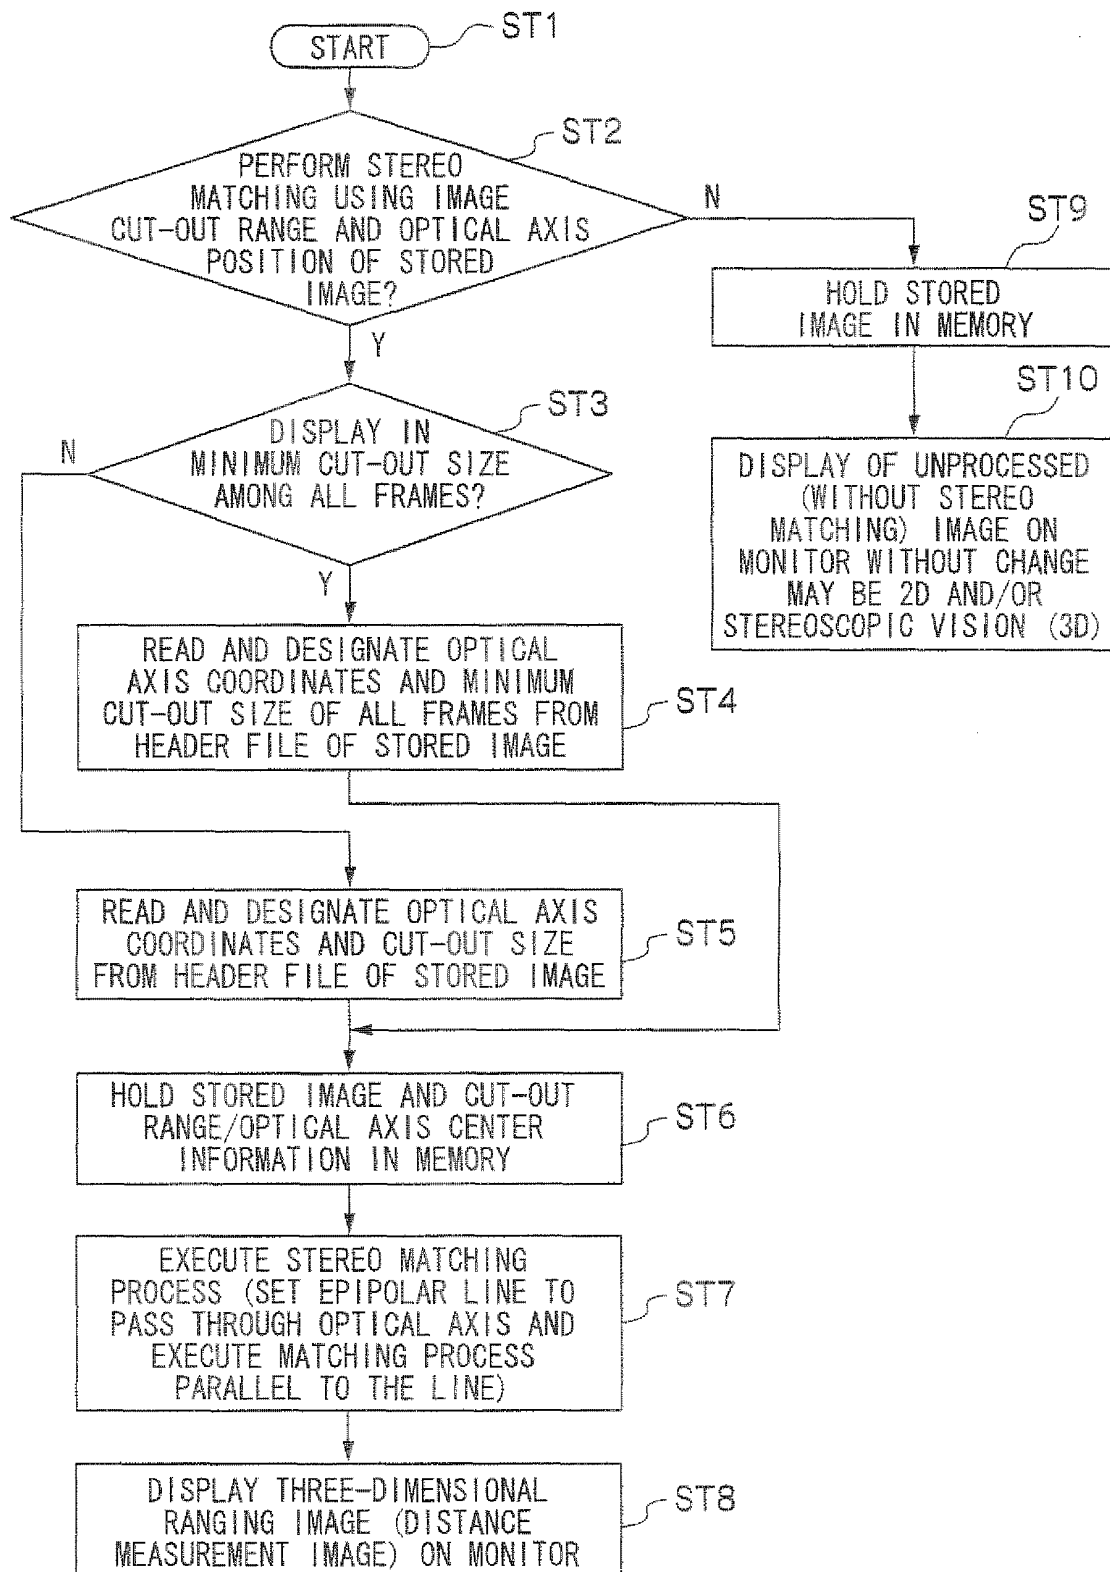 START
ST1
PERFORM STEREO
MATCHING USING IMAGE
CUT-OUT RANGE AND OPTICAL AXIS
POSITION OF STORED
IMAGE?
ST2
N
Y
HOLD STORED
IMAGE IN MEMORY
ST9
DISPLAY OF UNPROCESSED
(WITHOUT STEREO
MATCHING) IMAGE ON
MONITOR WITHOUT CHANGE
MAY BE 2D AND/OR
STEREOSCOPIC VISION (3D)
ST10
DISPLAY IN
MINIMUM CUT-OUT SIZE
AMONG ALL FRAMES?
ST3
N
Y
READ AND DESIGNATE OPTICAL
AXIS COORDINATES AND MINIMUM
CUT-OUT SIZE OF ALL FRAMES FROM
HEADER FILE OF STORED IMAGE
ST4
READ AND DESIGNATE OPTICAL AXIS
COORDINATES AND CUT-OUT SIZE
FROM HEADER FILE OF STORED IMAGE
ST5
HOLD STORED IMAGE AND CUT-OUT
RANGE/OPTICAL AXIS CENTER
INFORMATION IN MEMORY
ST6
EXECUTE STEREO MATCHING
PROCESS (SET EPIPOLAR LINE TO
PASS THROUGH OPTICAL AXIS AND
EXECUTE MATCHING PROCESS
PARALLEL TO THE LINE)
ST7
DISPLAY THREE-DIMENSIONAL
RANGING IMAGE (DISTANCE
MEASUREMENT IMAGE) ON MONITOR
ST8